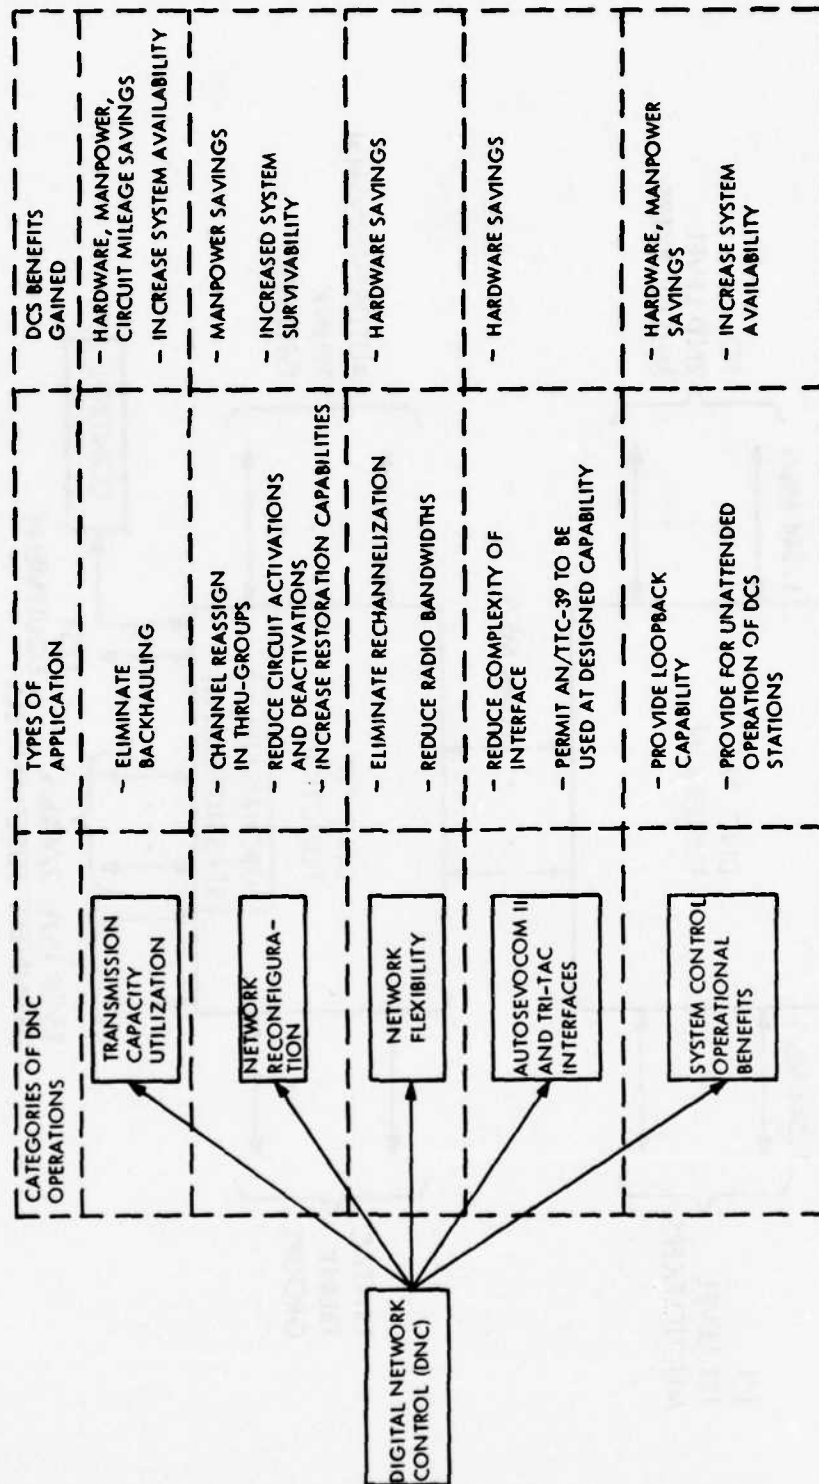 CATEGORIES OF DNC
OPERATIONS
TYPES OF
APPLICATION
DCS BENEFITS
GAINED
DIGITAL NETWORK
CONTROL (DNC)
TRANSMISSION
CAPACITY
UTILIZATION
- ELIMINATE
BACKHAULING
- HARDWARE, MANPOWER,
CIRCUIT MILEAGE SAVINGS
- INCREASE SYSTEM AVAILABILITY
NETWORK
RECONFIGURA-
TION
- CHANNEL REASSIGN
IN THRU-GROUPS
- REDUCE CIRCUIT ACTIVATIONS
AND DEACTIVATIONS
- INCREASE RESTORATION CAPABILITIES
- MANPOWER SAVINGS
- INCREASED SYSTEM
SURVIVABILITY
NETWORK
FLEXIBILITY
- ELIMINATE RECHANNELIZATION
- REDUCE RADIO BANDWIDTHS
- HARDWARE SAVINGS
AUTOSEVOCOM II
AND TRI-TAC
INTERFACES
- REDUCE COMPLEXITY OF
INTERFACE
- PERMIT AN/TTC-39 TO BE
USED AT DESIGNED CAPABILITY
- HARDWARE SAVINGS
SYSTEM CONTROL
OPERATIONAL
BENEFITS
- PROVIDE LOOPBACK
CAPABILITY
- PROVIDE FOR UNATTENDED
OPERATION OF DCS
STATIONS
- HARDWARE, MANPOWER
SAVINGS
- INCREASE SYSTEM
AVAILABILITY